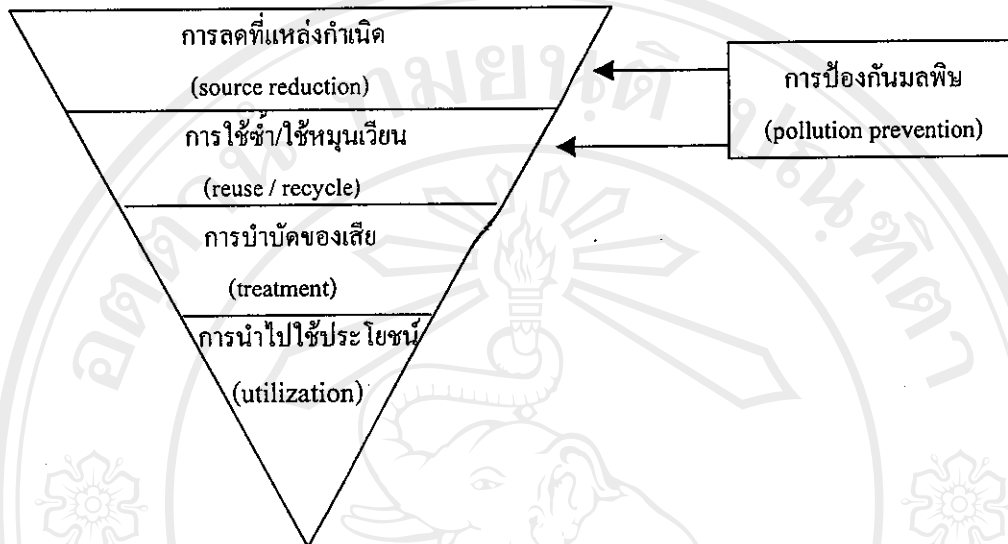 การลดที่แหล่งกำเนิด
(source reduction)
การป้องกันมลพิษ
(pollution prevention)
การใช้ซ้ำ/ใช้หมุนเวียน
(reuse / recycle)
การบำบัดของเสีย
(treatment)
การนำไปใช้ประโยชน์
(utilization)